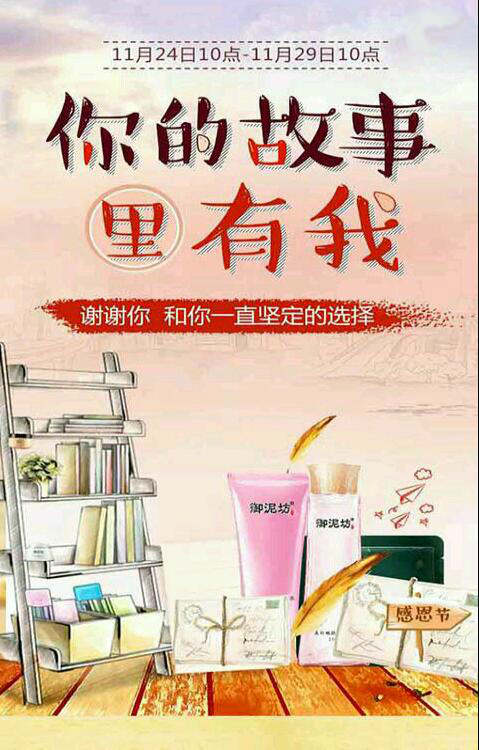 11月24日10点-11月29日10点
你的故事
里有我
谢谢你 和你一直坚定的选择
御泥坊
御泥坊
感恩节